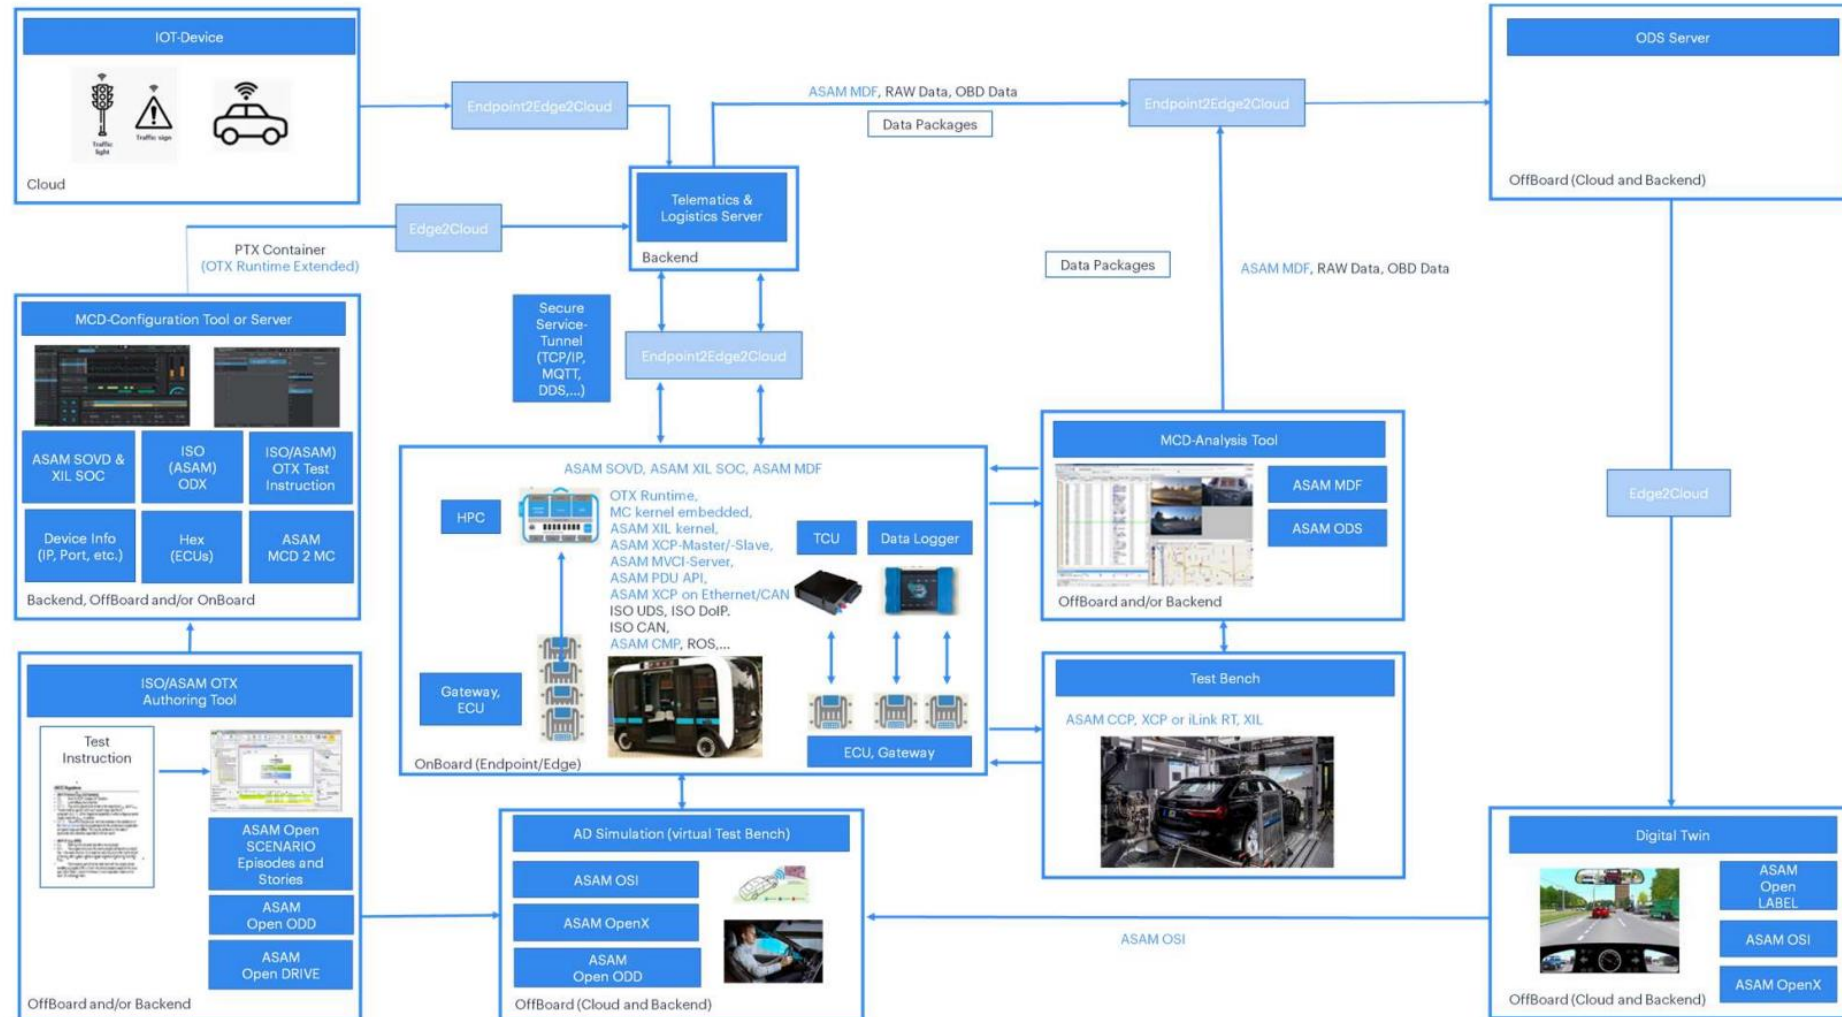 IOT-Device
Traffic
light
Traffic sign
Cloud
Endpoint2Edge2Cloud
ASAM MDF, RAW Data, OBD Data
Data Packages
Endpoint2Edge2Cloud
ODS Server
OffBoard (Cloud and Backend)
Telematics &
Logistics Server
Backend
Edge2Cloud
PTX Container
(OTX Runtime Extended)
Data Packages
ASAM MDF, RAW Data, OBD Data
Secure
Service-
Tunnel
(TCP/IP,
MQTT,
DDS,...)
Endpoint2Edge2Cloud
MCD-Configuration Tool or Server
ASAM SOVD &
XIL SOC
ISO
(ASAM)
ODX
ISO/ASAM)
OTX Test
Instruction
Device Info
(IP, Port, etc.)
Hex
(ECUs)
ASAM
MCD 2 MC
Backend, OffBoard and/or OnBoard
ASAM SOVD, ASAM XIL SOC, ASAM MDF
HPC
OTX Runtime,
MC kernel embedded,
ASAM XIL kernel,
ASAM XCP-Master/-Slave,
ASAM MVCI-Server,
ASAM PDU API,
ASAM XCP on Ethernet/CAN
ISO UDS, ISO DoIP.
ISO CAN,
ASAM CMP, ROS,...
TCU
Data Logger
Gateway,
ECU
ECU, Gateway
OnBoard (Endpoint/Edge)
MCD-Analysis Tool
ASAM MDF
ASAM ODS
OffBoard and/or Backend
Edge2Cloud
ISO/ASAM OTX
Authoring Tool
Test
Instruction
ASAM Open
SCENARIO
Episodes and
Stories
ASAM
Open ODD
ASAM
Open DRIVE
OffBoard and/or Backend
Test Bench
ASAM CCP, XCP or iLink RT, XIL
AD Simulation (virtual Test Bench)
ASAM OSI
ASAM OpenX
ASAM
Open ODD
OffBoard (Cloud and Backend)
ASAM OSI
Digital Twin
ASAM
Open
LABEL
ASAM OSI
ASAM OpenX
OffBoard (Cloud and Backend)